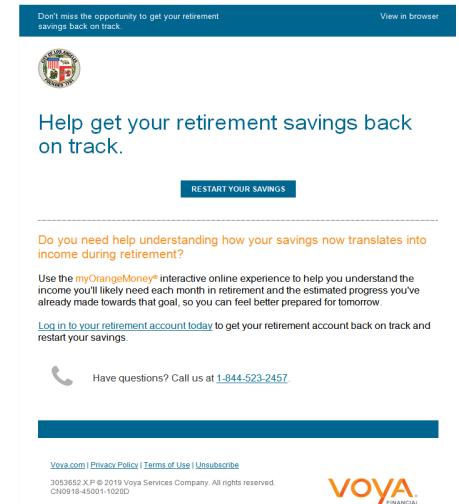 Don't miss the opportunity to get your retirement
savings back on track.
View in browser
Help get your retirement savings back
on track.
RESTART YOUR SAVINGS
Do you need help understanding how your savings now translates into
income during retirement?
Use the myOrangeMoney® interactive online experience to help you understand the
income you'll likely need each month in retirement and the estimated progress you've
already made towards that goal, so you can feel better prepared for tomorrow.
Log in to your retirement account today to get your retirement account back on track and
restart your savings.
Have questions? Call us at 1-844-523-2457.
Voya.com | Privacy Policy | Terms of Use | Unsubscribe
3053652.X.P © 2019 Voya Services Company. All rights reserved.
CN0918-45001-1020D
VOYA.
FINANCIAL